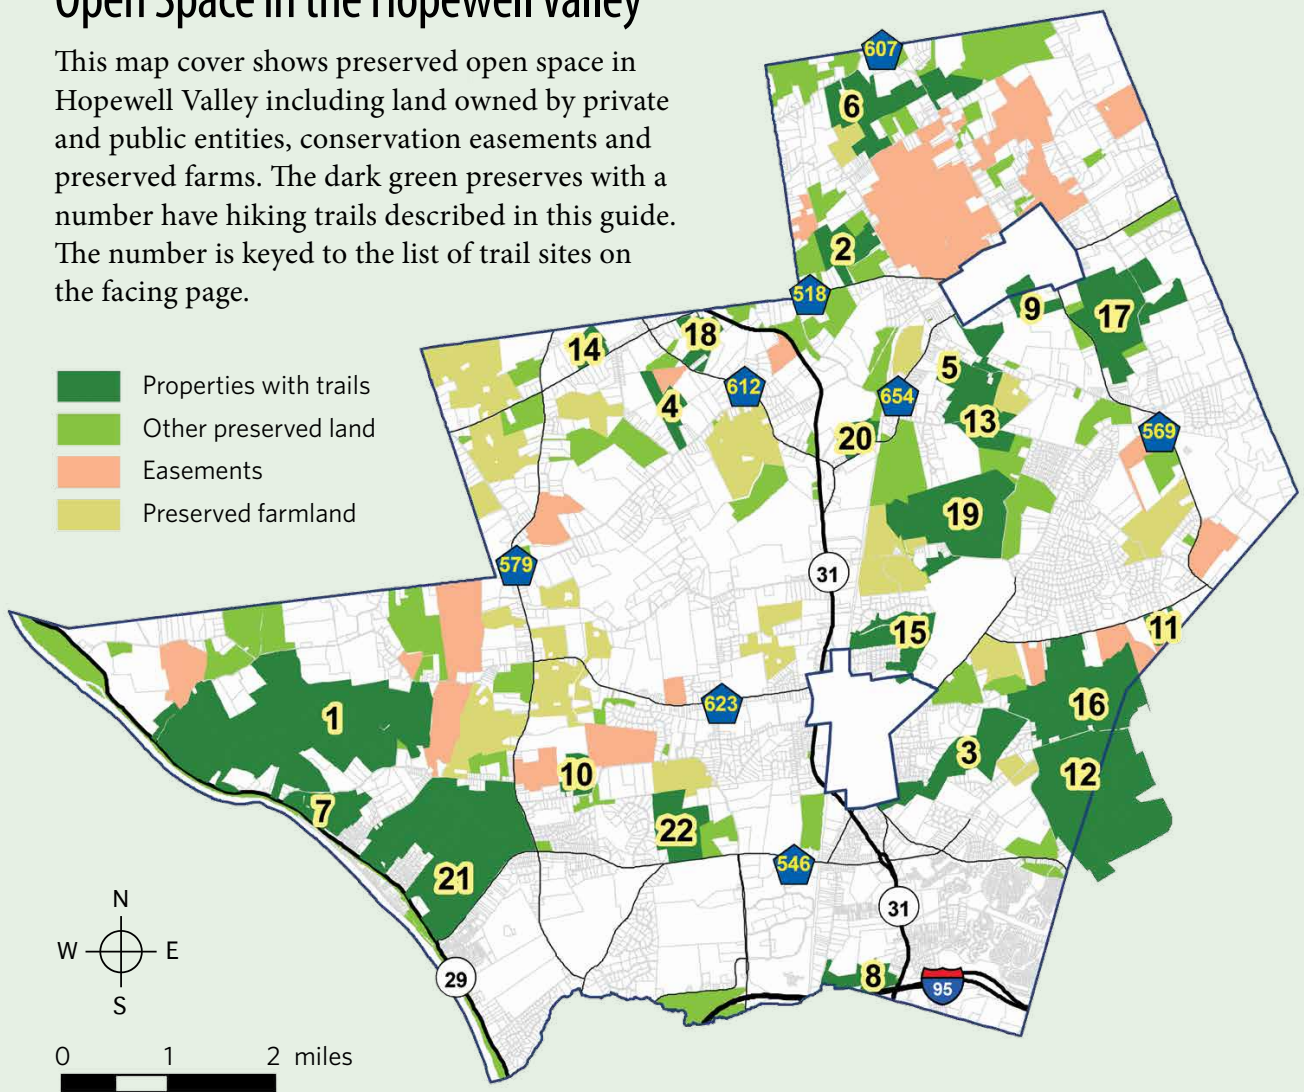 Open Space in the Hopewell Valley
This map cover shows preserved open space in
Hopewell Valley including land owned by private
and public entities, conservation easements and
preserved farms. The dark green preserves with a
number have hiking trails described in this guide.
The number is keyed to the list of trail sites on
the facing page.
Properties with trails
Other preserved land
Easements
Preserved farmland
607
6
2
518
9
17
14
18
612
4
5
654
13
20
569
19
579
31
15
11
1
623
16
3
10
12
7
22
546
21
31
8
95
29
N
W E
S
0 1 2 miles